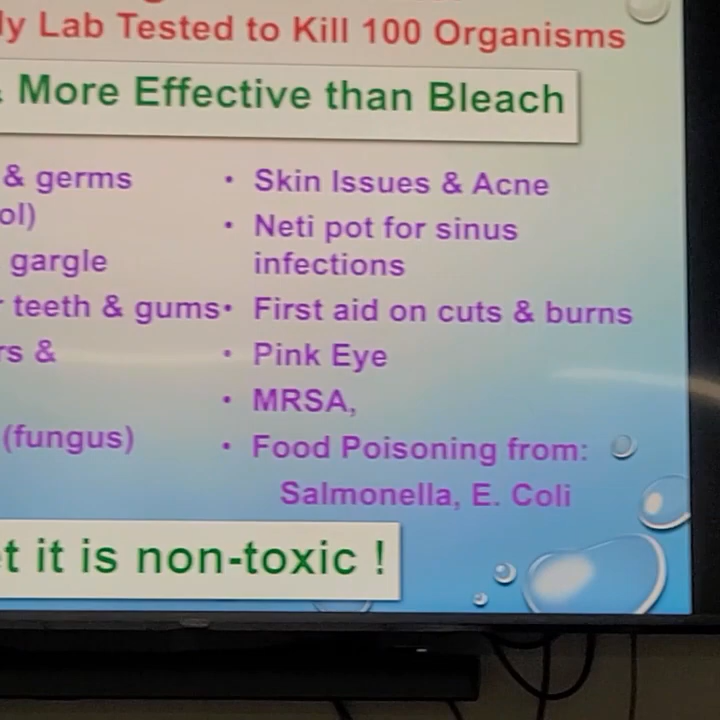 ly Lab Tested to Kill 100 Organisms
More Effective than Bleach
& germs
ol)
gargle
teeth & gums
rs &
(fungus)
• Skin Issues & Acne
• Neti pot for sinus
infections
• First aid on cuts & burns
• Pink Eye
• MRSA,
• Food Poisoning from:
Salmonella, E. Coli
t it is non-toxic !